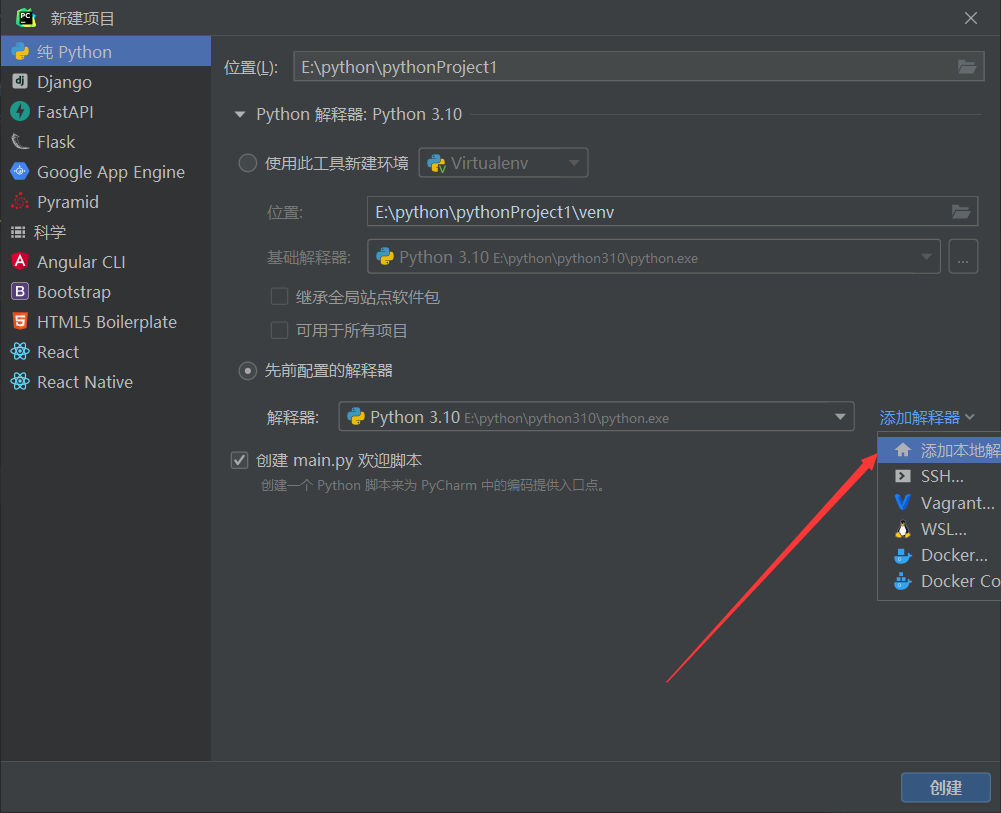 新建项目
纯 Python
Django
FastAPI
Flask
Google App Engine
Pyramid
科学
Angular CLI
Bootstrap
HTML5 Boilerplate
React
React Native
位置(L): E:\python\pythonProject1
Python 解释器: Python 3.10
使用此工具新建环境 Virtualenv
位置: E:\python\pythonProject1\venv
基础解释器: Python 3.10 E:\python\python310\python.exe ...
继承全局站点软件包
可用于所有项目
先前配置的解释器
解释器: Python 3.10 E:\python\python310\python.exe 添加解释器
添加本地解
SSH...
Vagrant...
WSL...
Docker...
Docker Co
创建 main.py 欢迎脚本
创建一个 Python 脚本来为 PyCharm 中的编码提供入口点。
创建